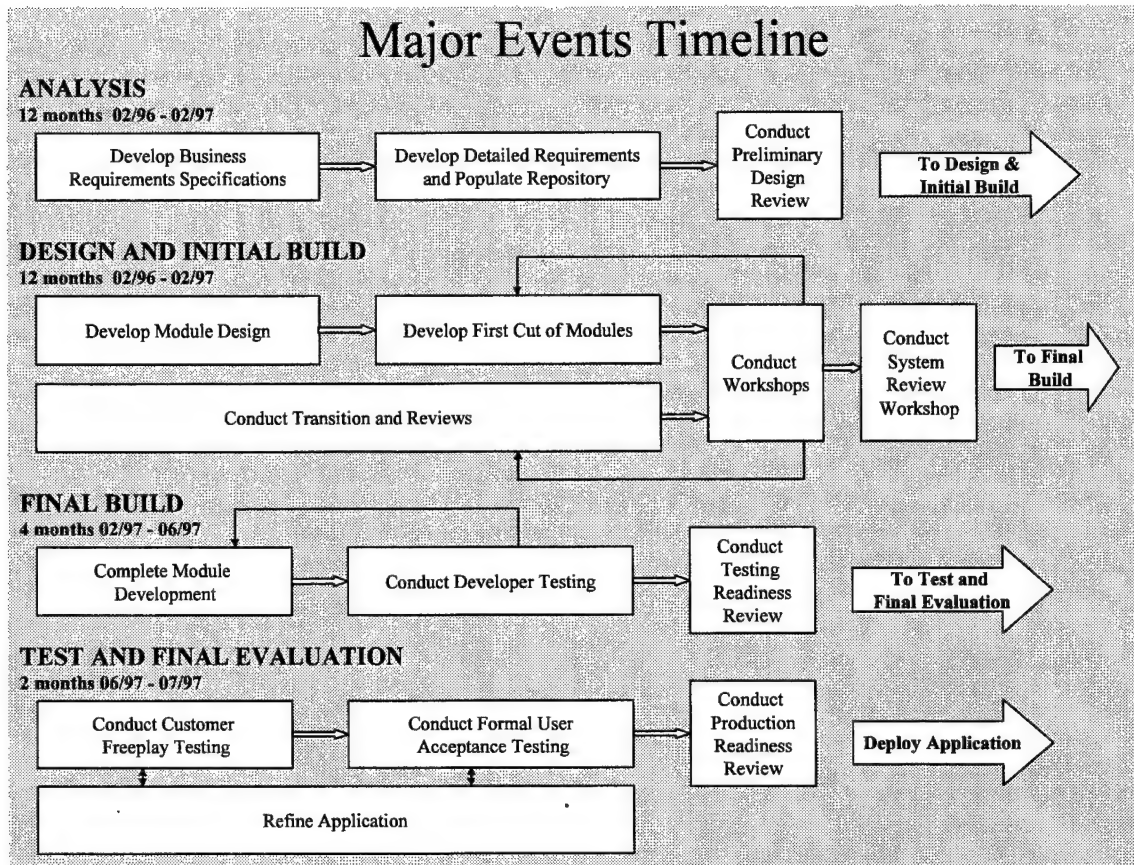 Major Events Timeline
ANALYSIS
12 months 02/96 - 02/97
Develop Business
Requirements Specifications
Develop Detailed Requirements
and Populate Repository
Conduct
Preliminary
Design
Review
To Design &
Initial Build
DESIGN AND INITIAL BUILD
12 months 02/96 - 02/97
Develop Module Design
Develop First Cut of Modules
Conduct Transition and Reviews
Conduct
Workshops
Conduct
System
Review
Workshop
To Final
Build
FINAL BUILD
4 months 02/97 - 06/97
Complete Module
Development
Conduct Developer Testing
Conduct
Testing
Readiness
Review
To Test and
Final Evaluation
TEST AND FINAL EVALUATION
2 months 06/97 - 07/97
Conduct Customer
Freeplay Testing
Conduct Formal User
Acceptance Testing
Conduct
Production
Readiness
Review
Deploy Application
Refine Application